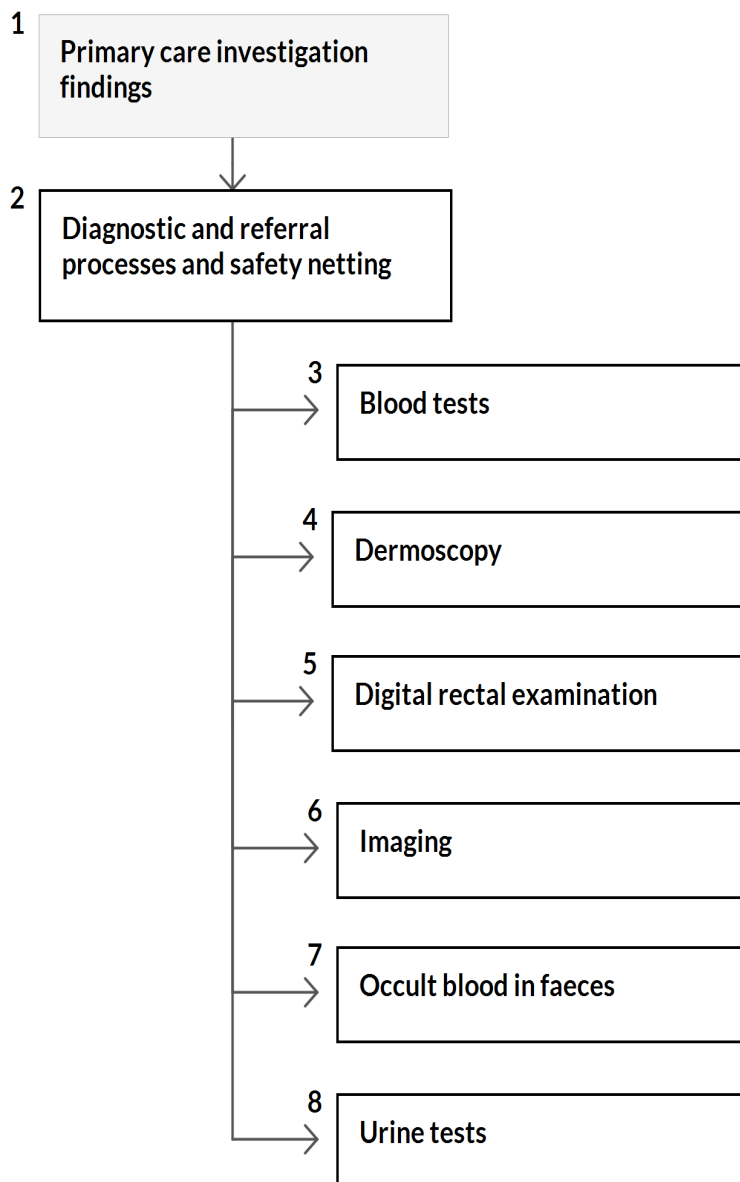 1
Primary care investigation
findings
2
Diagnostic and referral
processes and safety netting
3
Blood tests
4
Dermoscopy
5
Digital rectal examination
6
Imaging
7
Occult blood in faeces
8
Urine tests